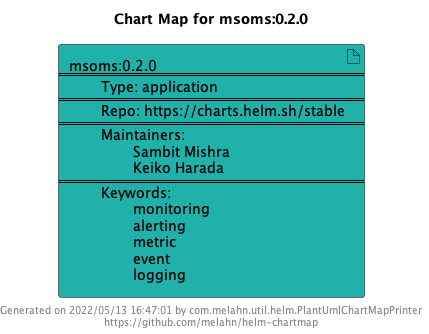 Chart Map for msoms:0.2.0
msoms:0.2.0
Type: application
Repo: https://charts.helm.sh/stable
Maintainers:
Sambit Mishra
Keiko Harada
Keywords:
monitoring
alerting
metric
event
logging
Generated on 2022/05/13 16:47:01 by com.melahn.util.helm.PlantUmlChartMapPrinter
https://github.com/melahn/helm-chartmap